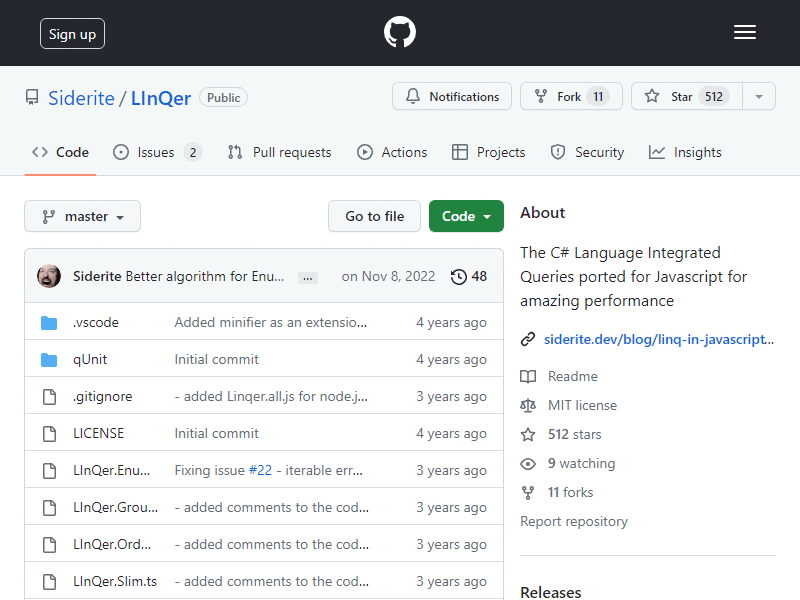 Sign up
Siderite / LInQer Public
Notifications
Fork 11
Star 512
Code
Issues 2
Pull requests
Actions
Projects
Security
Insights
master
Go to file
Code
Siderite Better algorithm for Enu... ... on Nov 8, 2022 48
.vscode Added minifier as an extensio... 4 years ago
qUnit Initial commit 4 years ago
.gitignore - added Linqer.all.js for node.j... 3 years ago
LICENSE Initial commit 4 years ago
LInQer.Enu... Fixing issue #22 - iterable err... 3 years ago
LInQer.Grou... - added comments to the cod... 3 years ago
LInQer.Ord... - added comments to the cod... 3 years ago
LInQer.Slim.ts - added comments to the cod... 3 years ago
About
The C# Language Integrated
Queries ported for Javascript for
amazing performance
siderite.dev/blog/linq-in-javascript...
Readme
MIT license
512 stars
9 watching
11 forks
Report repository
Releases